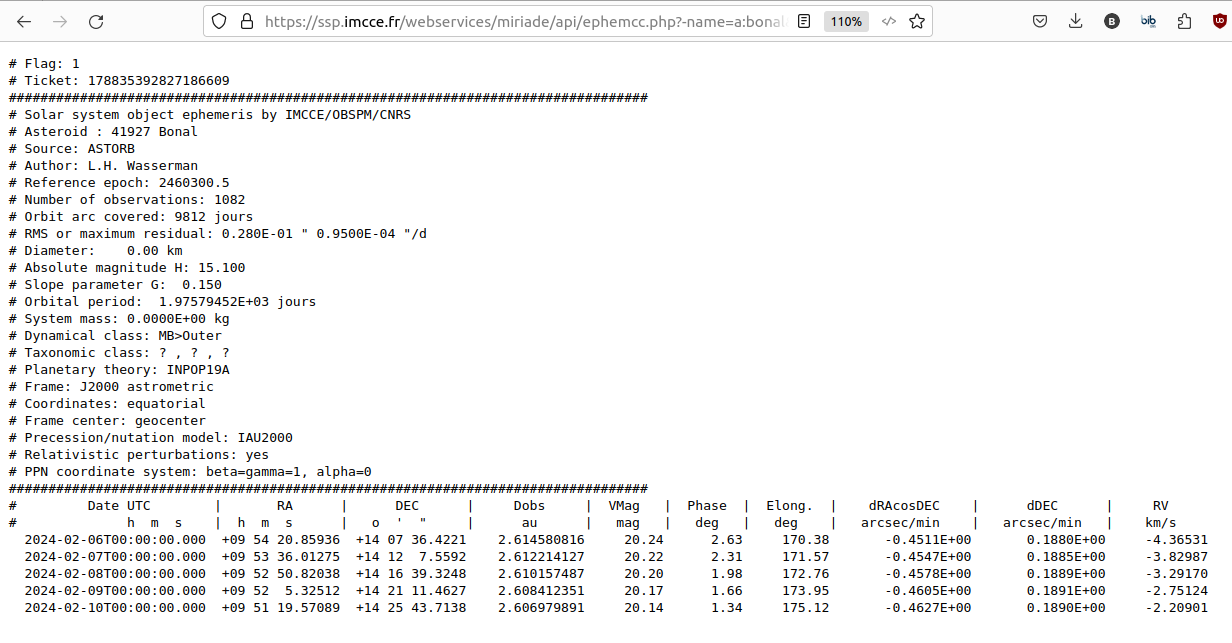 https://ssp.imcce.fr/webservices/miriade/api/ephemcc.php?-name=a:bonal 110%
# Flag: 1
# Ticket: 178835392827186609
#################################################################################
# Solar system object ephemeris by IMCCE/OBSPM/CNRS
# Asteroid : 41927 Bonal
# Source: ASTORB
# Author: L.H. Wasserman
# Reference epoch: 2460300.5
# Number of observations: 1082
# Orbit arc covered: 9812 jours
# RMS or maximum residual: 0.280E-01 " 0.9500E-04 "/d
# Diameter:    0.00 km
# Absolute magnitude H: 15.100
# Slope parameter G:  0.150
# Orbital period:  1.97579452E+03 jours
# System mass: 0.0000E+00 kg
# Dynamical class: MB>Outer
# Taxonomic class: ? , ? , ?
# Planetary theory: INPOP19A
# Frame: J2000 astrometric
# Coordinates: equatorial
# Frame center: geocenter
# Precession/nutation model: IAU2000
# Relativistic perturbations: yes
# PPN coordinate system: beta=gamma=1, alpha=0
#################################################################################
#         Date UTC        |       RA      |      DEC      |     Dobs     |  VMag   |  Phase  |  Elong.  |    dRAcosDEC    |      dDEC      |     RV
#              h  m  s    |  h  m  s      |   o  '  "     |      au      |   mag   |   deg   |   deg    |   arcsec/min    |   arcsec/min   |    km/s
2024-02-06T00:00:00.000  +09 54 20.85936  +14 07 36.4221    2.614580816     20.24      2.63     170.38       -0.4511E+00       0.1880E+00     -4.36531
2024-02-07T00:00:00.000  +09 53 36.01275  +14 12  7.5592    2.612214127     20.22      2.31     171.57       -0.4547E+00       0.1885E+00     -3.82987
2024-02-08T00:00:00.000  +09 52 50.82038  +14 16 39.3248    2.610157487     20.20      1.98     172.76       -0.4578E+00       0.1889E+00     -3.29170
2024-02-09T00:00:00.000  +09 52  5.32512  +14 21 11.4627    2.608412351     20.17      1.66     173.95       -0.4605E+00       0.1891E+00     -2.75124
2024-02-10T00:00:00.000  +09 51 19.57089  +14 25 43.7138    2.606979891     20.14      1.34     175.12       -0.4627E+00       0.1890E+00     -2.20901